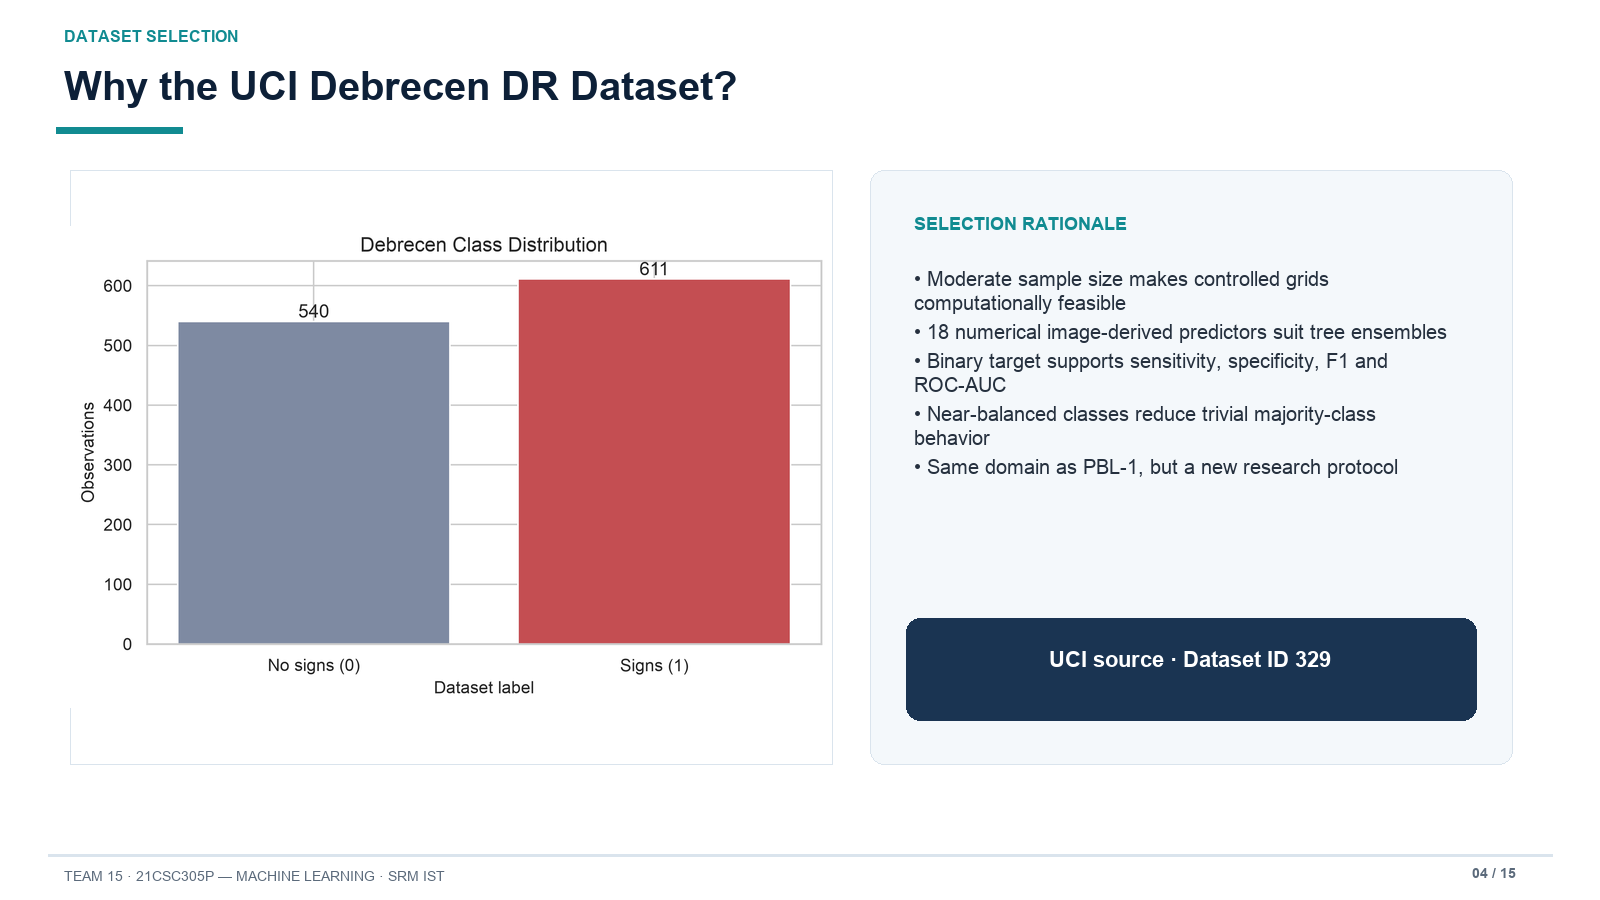 DATASET SELECTION
Why the UCI Debrecen DR Dataset?
Debrecen Class Distribution
611
600
540
500
400
300
200
100
0
Observations
No signs (0)
Signs (1)
Dataset label
SELECTION RATIONALE
• Moderate sample size makes controlled grids
computationally feasible
• 18 numerical image-derived predictors suit tree ensembles
• Binary target supports sensitivity, specificity, F1 and
ROC-AUC
• Near-balanced classes reduce trivial majority-class
behavior
• Same domain as PBL-1, but a new research protocol
UCI source · Dataset ID 329
TEAM 15 · 21CSC305P — MACHINE LEARNING · SRM IST
04 / 15